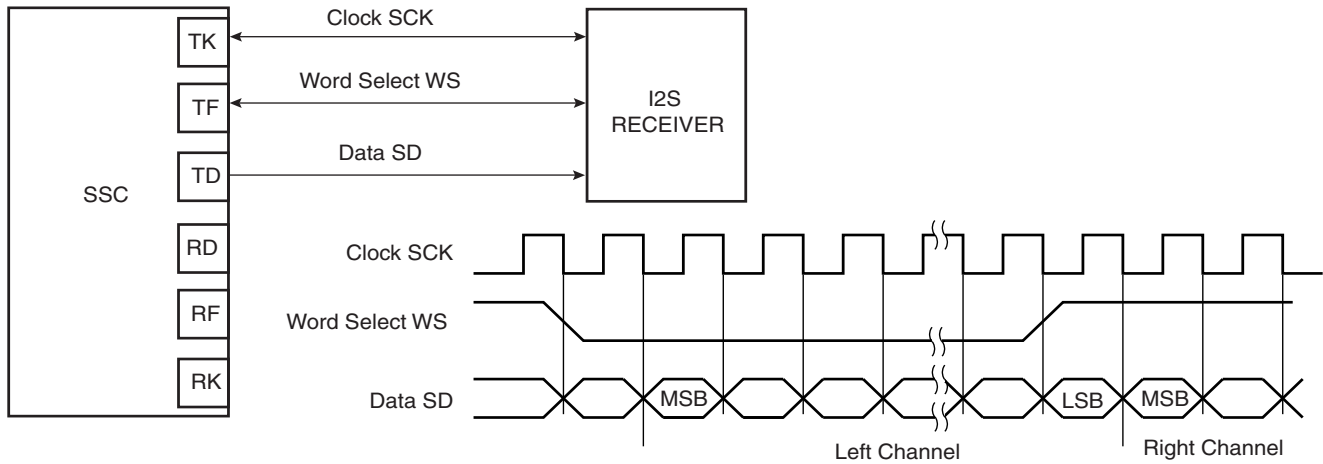 Clock SCK
TK
Word Select WS
TF
I2S
RECEIVER
Data SD
TD
SSC
RD
RF
RK
Clock SCK
Word Select WS
Data SD
MSB
LSB
MSB
Left Channel
Right Channel